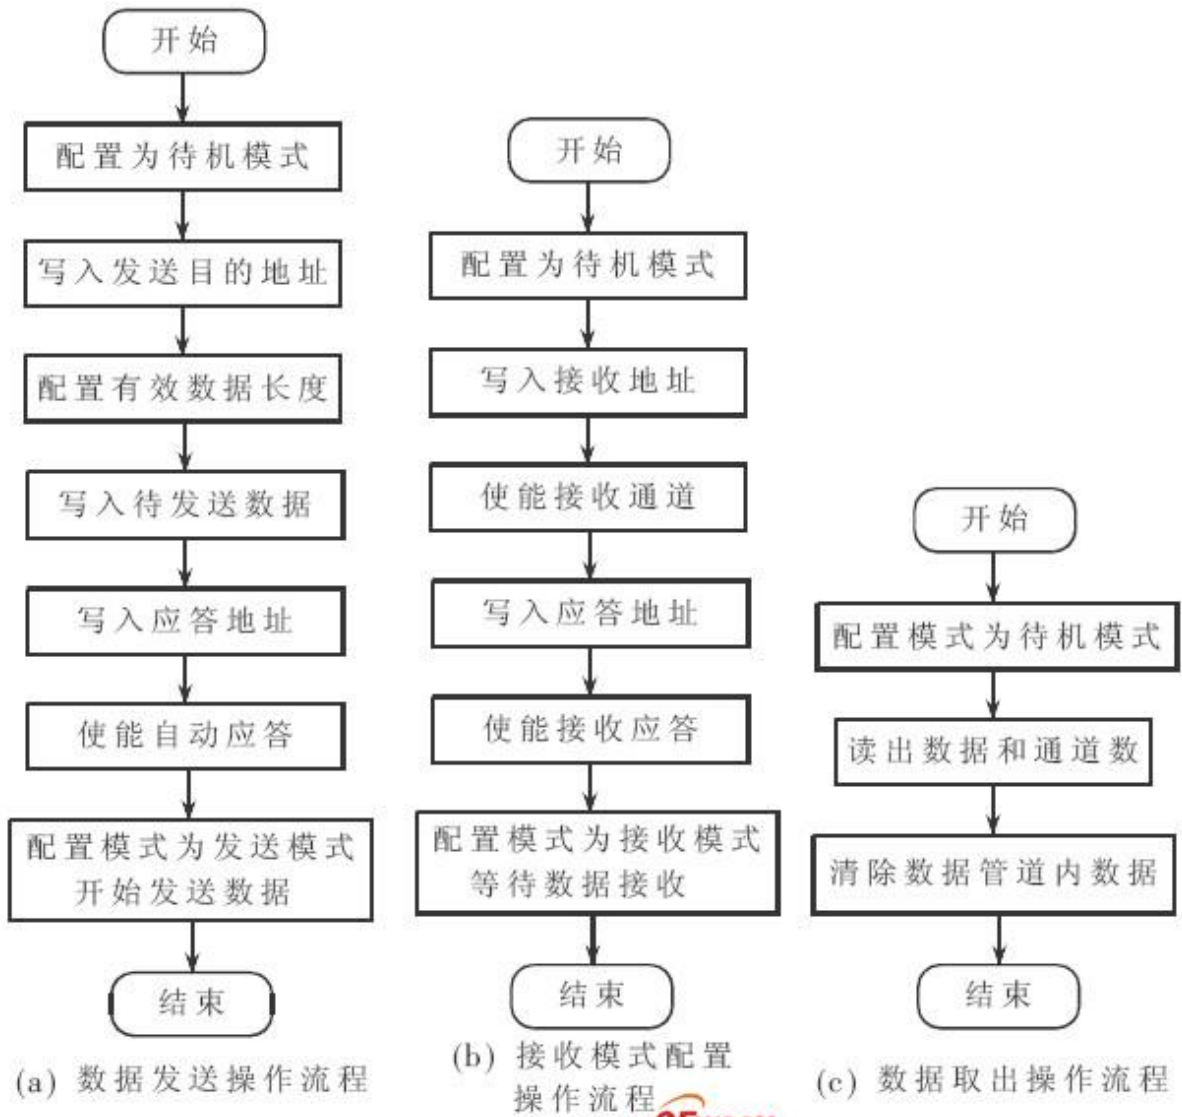 开始
配置为待机模式
写入发送目的地址
配置有效数据长度
写入待发送数据
写入应答地址
使能自动应答
配置模式为发送模式
开始发送数据
结束
(a) 数据发送操作流程
开始
配置为待机模式
写入接收地址
使能接收通道
写入应答地址
使能接收应答
配置模式为接收模式
等待数据接收
结束
(b) 接收模式配置
操作流程
开始
配置模式为待机模式
读出数据和通道数
清除数据管道内数据
结束
(c) 数据取出操作流程